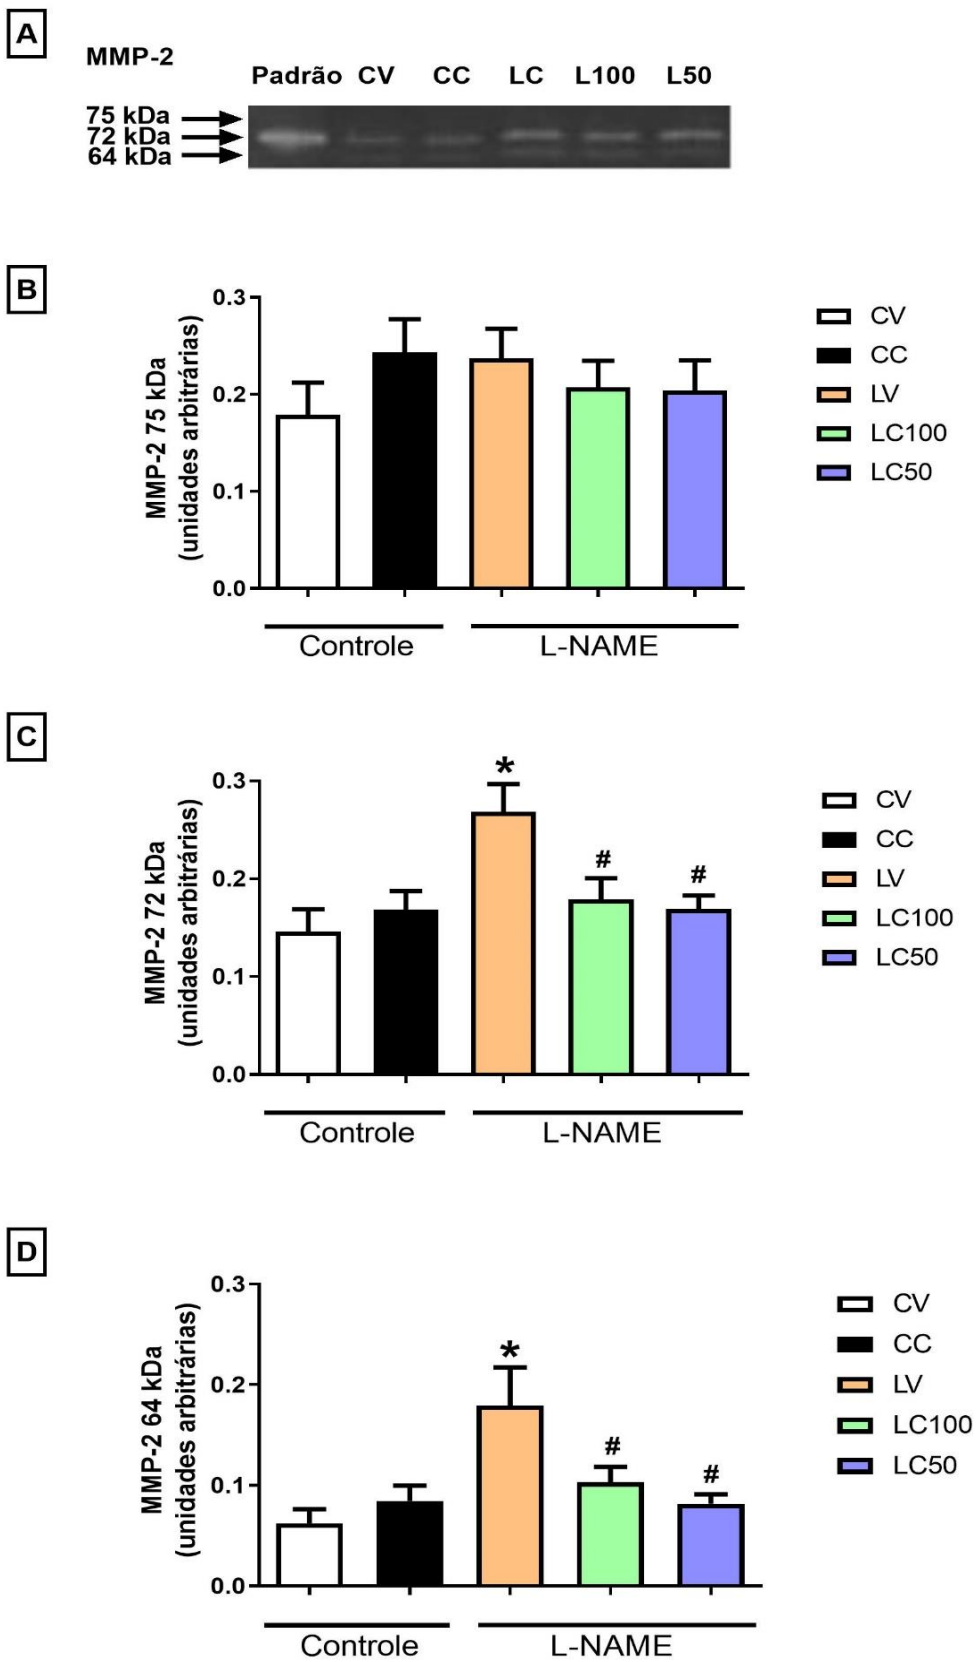 A
MMP-2
Padrão CV CC LC L100 L50
75 kDa
72 kDa
64 kDa
B
MMP-2 75 kDa
(unidades arbitrárias)
0.3
0.2
0.1
0.0
Controle
L-NAME
CV
CC
LV
LC100
LC50
C
MMP-2 72 kDa
(unidades arbitrárias)
0.3
0.2
0.1
0.0
*
#
#
Controle
L-NAME
CV
CC
LV
LC100
LC50
D
MMP-2 64 kDa
(unidades arbitrárias)
0.3
0.2
0.1
0.0
*
#
#
Controle
L-NAME
CV
CC
LV
LC100
LC50